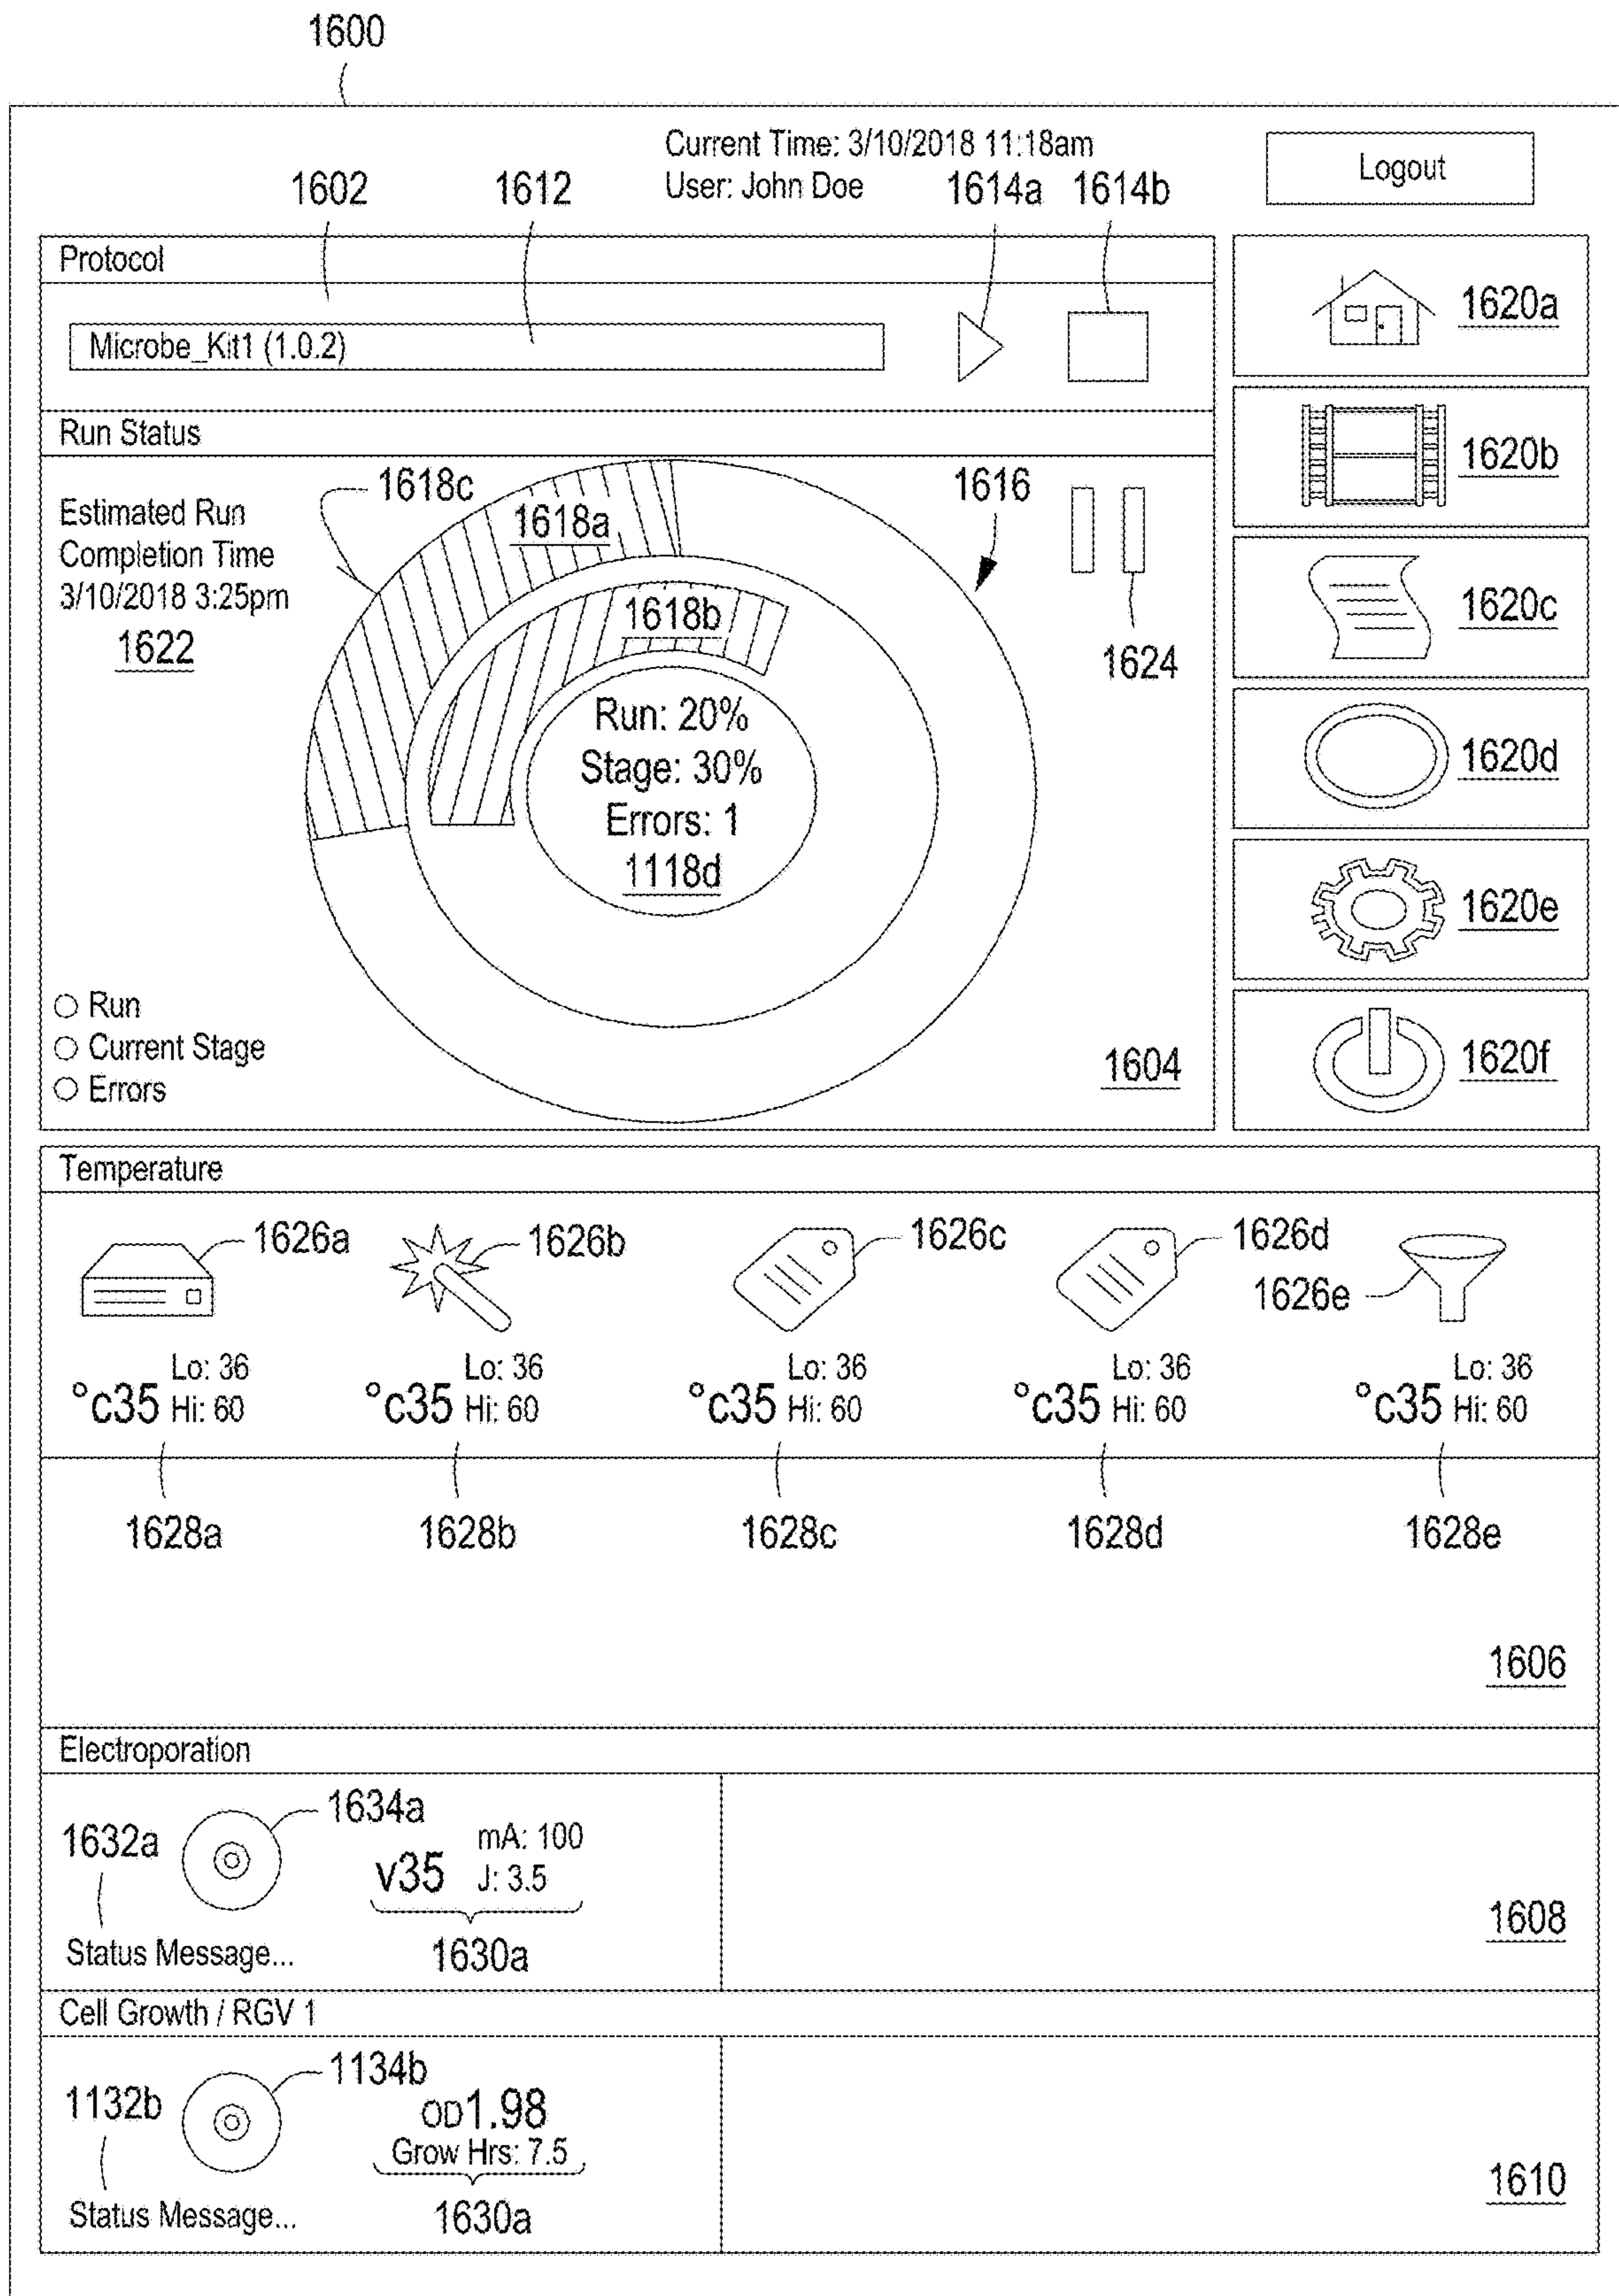 1600
Current Time: 3/10/2018 11:18am
User: John Doe
Logout
1602
1612
1614a
1614b
Protocol
Microbe_Kit1 (1.0.2)
Run Status
Estimated Run
Completion Time
3/10/2018 3:25pm
1622
1618c
1618a
1618b
1616
1624
Run: 20%
Stage: 30%
Errors: 1
1118d
Run
Current Stage
Errors
1604
1620a
1620b
1620c
1620d
1620e
1620f
Temperature
1626a
1626b
1626c
1626d
1626e
°c35 Lo: 36 Hi: 60
°c35 Lo: 36 Hi: 60
°c35 Lo: 36 Hi: 60
°c35 Lo: 36 Hi: 60
°c35 Lo: 36 Hi: 60
1628a
1628b
1628c
1628d
1628e
1606
Electroporation
1632a
1634a
v35 mA: 100 J: 3.5
Status Message...
1630a
1608
Cell Growth / RGV 1
1132b
1134b
OD1.98
Grow Hrs: 7.5
Status Message...
1630a
1610